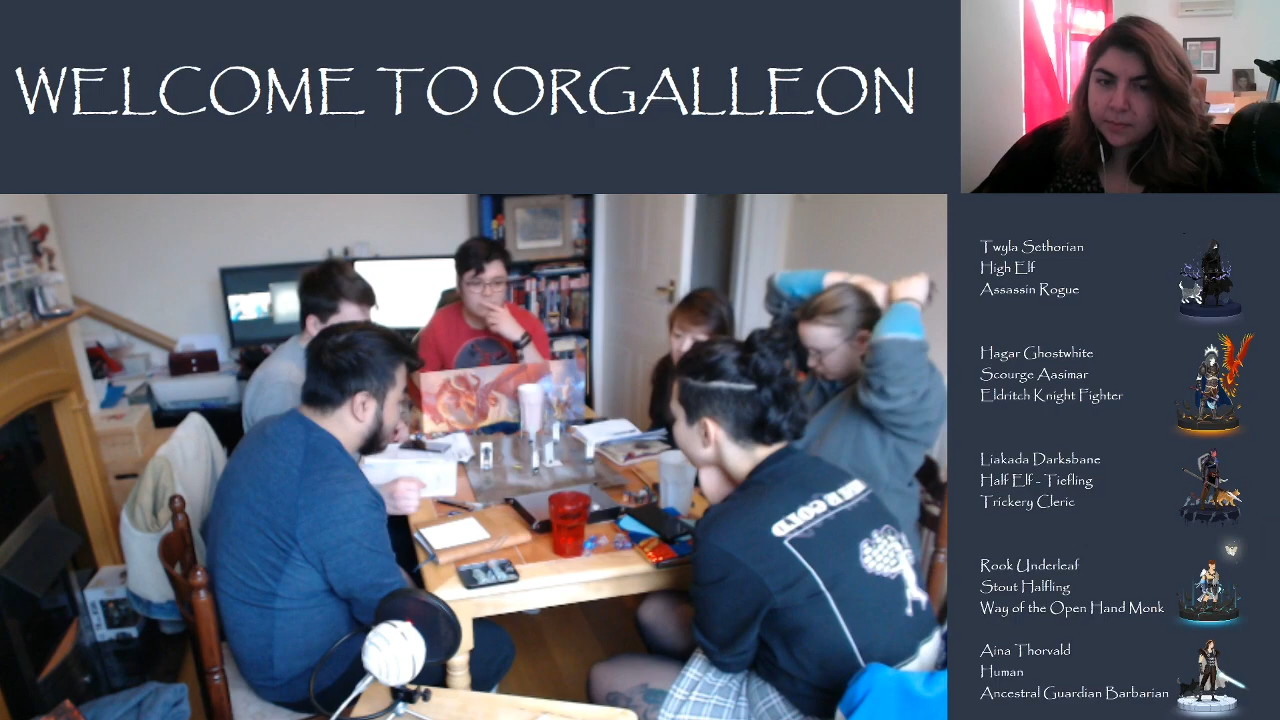 WELCOME TO ORGALLEON
Twyla Sethorian
High Elf
Assassin Rogue
Hagar Ghostwhite
Scourge Aasimar
Eldritch Knight Fighter
Liakada Darksbane
Half Elf - Tiefling
Trickery Cleric
Rook Underleaf
Stout Halfling
Way of the Open Hand Monk
Aina Thorvald
Human
Ancestral Guardian Barbarian